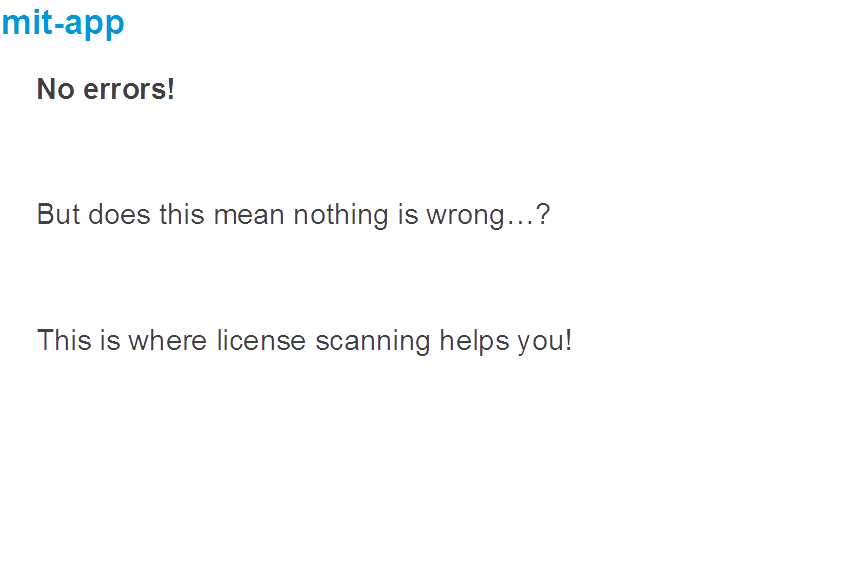 mit-app
No errors!
But does this mean nothing is wrong…?
This is where license scanning helps you!